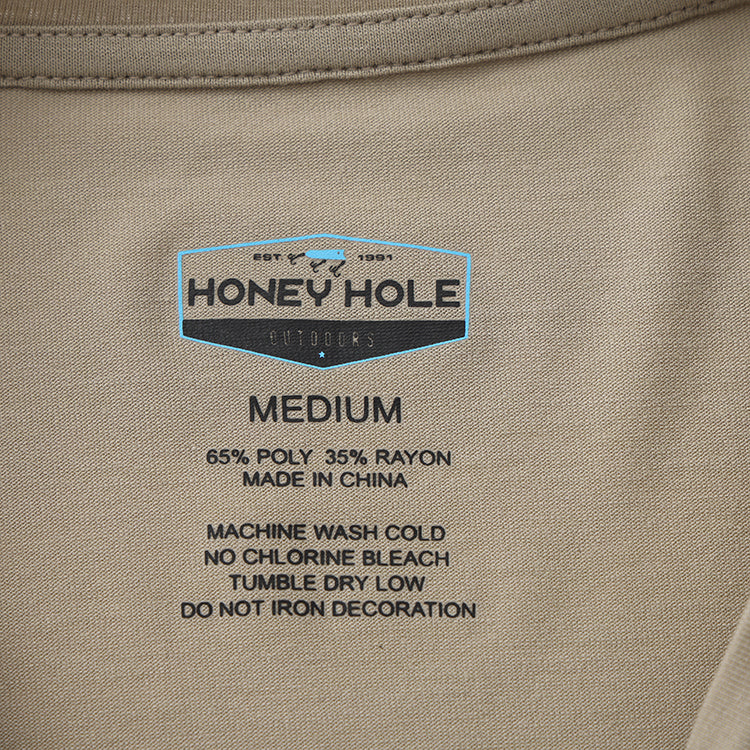 EST. 1991
HONEY HOLE
OUTDOORS
MEDIUM
65% POLY 35% RAYON
MADE IN CHINA
MACHINE WASH COLD
NO CHLORINE BLEACH
TUMBLE DRY LOW
DO NOT IRON DECORATION